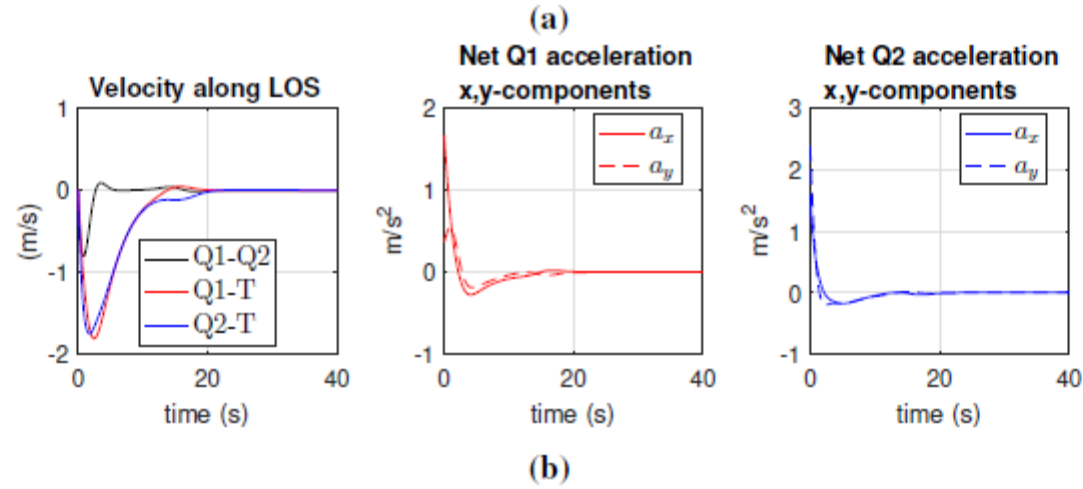 (a)
Velocity along LOS
1
0
-1
-2
(m/s)
Q1-Q2
Q1-T
Q2-T
0
20
40
time (s)
Net Q1 acceleration
x,y-components
2
1
0
-1
m/s²
aₓ
a_y
0
20
40
time (s)
Net Q2 acceleration
x,y-components
3
2
1
0
-1
m/s²
aₓ
a_y
0
20
40
time (s)
(b)